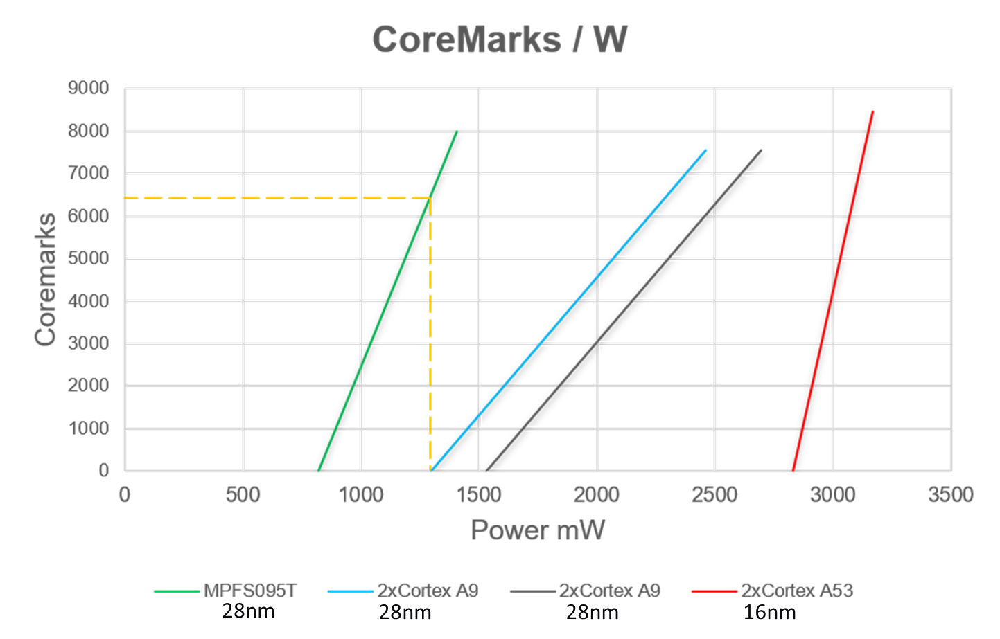 CoreMarks / W
9000
8000
7000
6000
5000
4000
3000
2000
1000
0
Coremarks
0 500 1000 1500 2000 2500 3000 3500
Power mW
MPFS095T 2xCortex A9 2xCortex A9 2xCortex A53
28nm 28nm 28nm 16nm